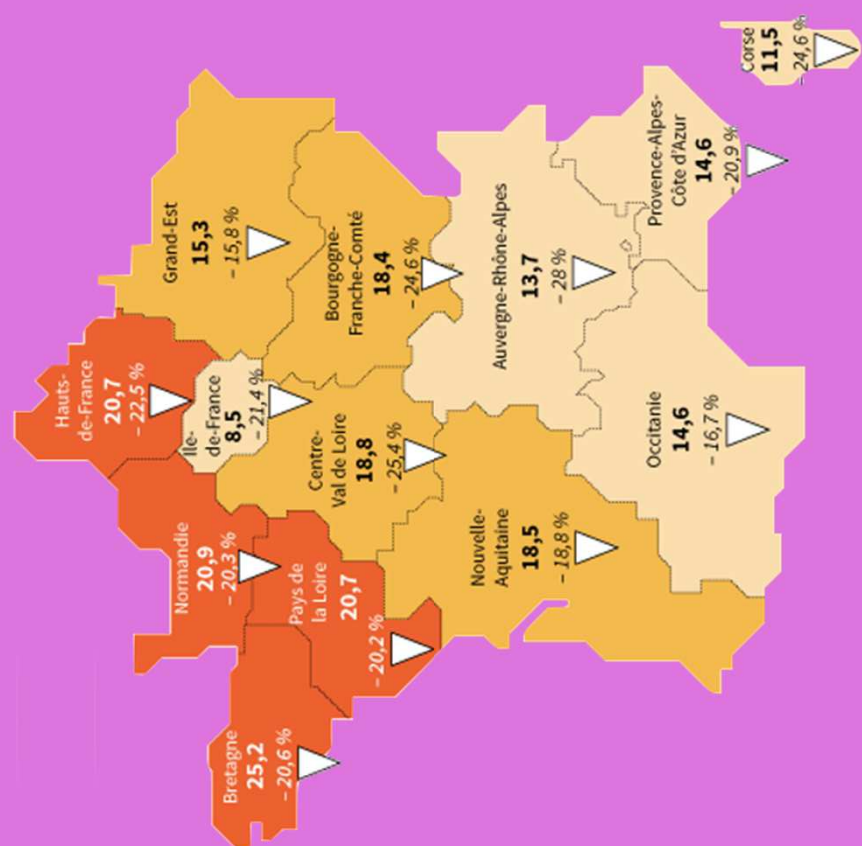 Hauts-
de-France
20,7
– 22,5 %
Normandie
20,9
– 20,3 %
Ile-
de-France
8,5
– 21,4 %
Grand-Est
15,3
– 15,8 %
Bretagne
25,2
– 20,6 %
Pays de
la Loire
20,7
– 20,2 %
Centre-
Val de Loire
18,8
– 25,4 %
Bourgogne-
Franche-Comté
18,4
– 24,6 %
Nouvelle-
Aquitaine
18,5
– 18,8 %
Auvergne-Rhône-Alpes
13,7
– 28 %
Occitanie
14,6
– 16,7 %
Provence-Alpes-
Côte d'Azur
14,6
– 20,9 %
Corse
11,5
– 24,6 %